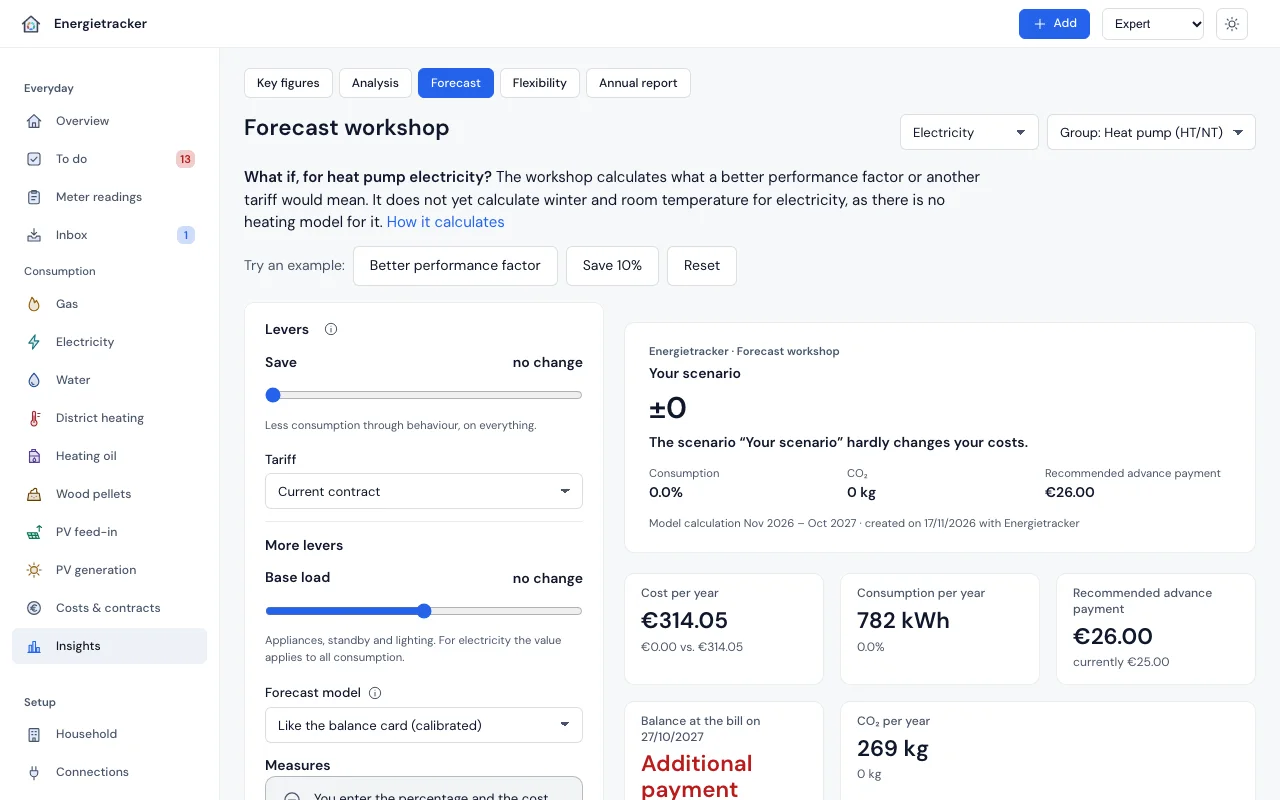 Energietracker
Add
Expert
Everyday
Overview
To do
13
Meter readings
Inbox
1
Consumption
Gas
Electricity
Water
District heating
Heating oil
Wood pellets
PV feed-in
PV generation
Costs & contracts
Insights
Setup
Household
Connections
Key figures
Analysis
Forecast
Flexibility
Annual report
Forecast workshop
Electricity
Group: Heat pump (HT/NT)
What if, for heat pump electricity? The workshop calculates what a better performance factor or another
tariff would mean. It does not yet calculate winter and room temperature for electricity, as there is no
heating model for it. How it calculates
Try an example:
Better performance factor
Save 10%
Reset
Levers
Save
no change
Less consumption through behaviour, on everything.
Tariff
Current contract
More levers
Base load
no change
Appliances, standby and lighting. For electricity the value
applies to all consumption.
Forecast model
Like the balance card (calibrated)
Measures
You enter the percentage and the cost
Energietracker · Forecast workshop
Your scenario
±0
The scenario “Your scenario” hardly changes your costs.
Consumption
0.0%
CO₂
0 kg
Recommended advance payment
€26.00
Model calculation Nov 2026 – Oct 2027 · created on 17/11/2026 with Energietracker
Cost per year
€314.05
€0.00 vs. €314.05
Consumption per year
782 kWh
0.0%
Recommended advance
payment
€26.00
currently €25.00
Balance at the bill on
27/10/2027
Additional
payment
CO₂ per year
269 kg
0 kg